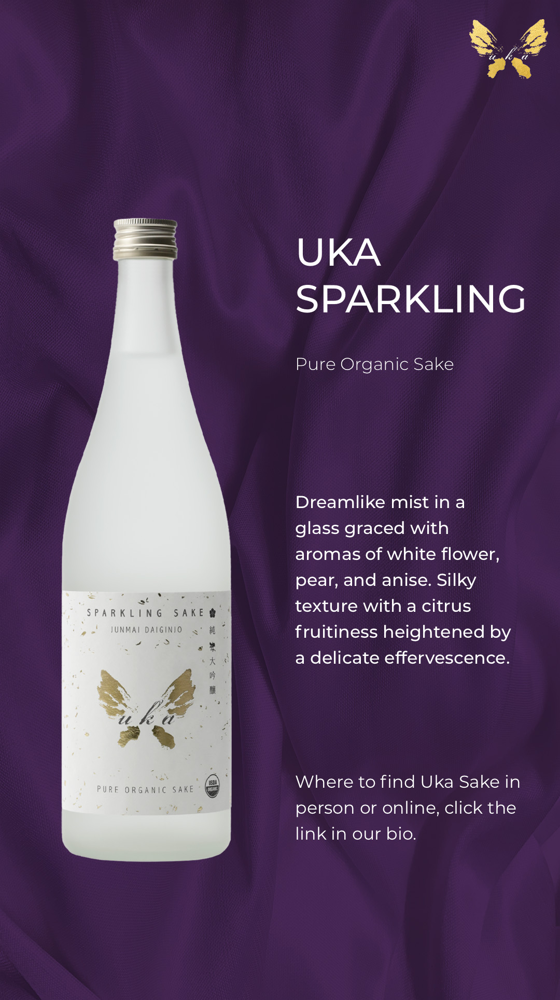 uka
UKA
SPARKLING
Pure Organic Sake
Dreamlike mist in a
glass graced with
aromas of white flower,
pear, and anise. Silky
texture with a citrus
fruitiness heightened by
a delicate effervescence.
Where to find Uka Sake in
person or online, click the
link in our bio.
SPARKLING SAKE
JUNMAI DAIGINJO
純米大吟醸
uka
PURE ORGANIC SAKE
USDA
ORGANIC